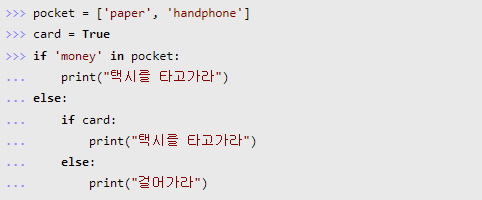 >>> pocket = ['paper', 'handphone']
>>> card = True
>>> if 'money' in pocket:
...     print("택시를 타고가라")
... else:
...     if card:
...         print("택시를 타고가라")
...     else:
...         print("걸어가라")